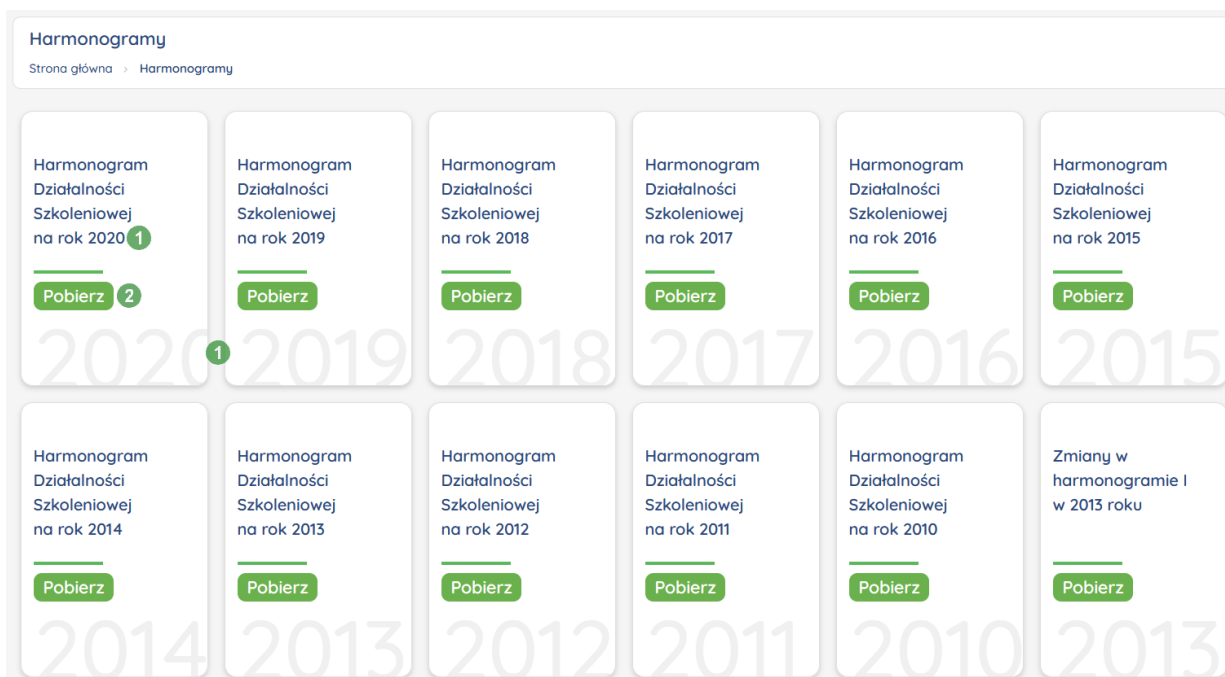 Harmonogramy
Strona główna > Harmonogramy
Harmonogram
Działalności
Szkoleniowej
na rok 2020 1
Pobierz 2
2020 1
Harmonogram
Działalności
Szkoleniowej
na rok 2019
Pobierz
2019
Harmonogram
Działalności
Szkoleniowej
na rok 2018
Pobierz
2018
Harmonogram
Działalności
Szkoleniowej
na rok 2017
Pobierz
2017
Harmonogram
Działalności
Szkoleniowej
na rok 2016
Pobierz
2016
Harmonogram
Działalności
Szkoleniowej
na rok 2015
Pobierz
2015
Harmonogram
Działalności
Szkoleniowej
na rok 2014
Pobierz
2014
Harmonogram
Działalności
Szkoleniowej
na rok 2013
Pobierz
2013
Harmonogram
Działalności
Szkoleniowej
na rok 2012
Pobierz
2012
Harmonogram
Działalności
Szkoleniowej
na rok 2011
Pobierz
2011
Harmonogram
Działalności
Szkoleniowej
na rok 2010
Pobierz
2010
Zmiany w
harmonogramie I
w 2013 roku
Pobierz
2013